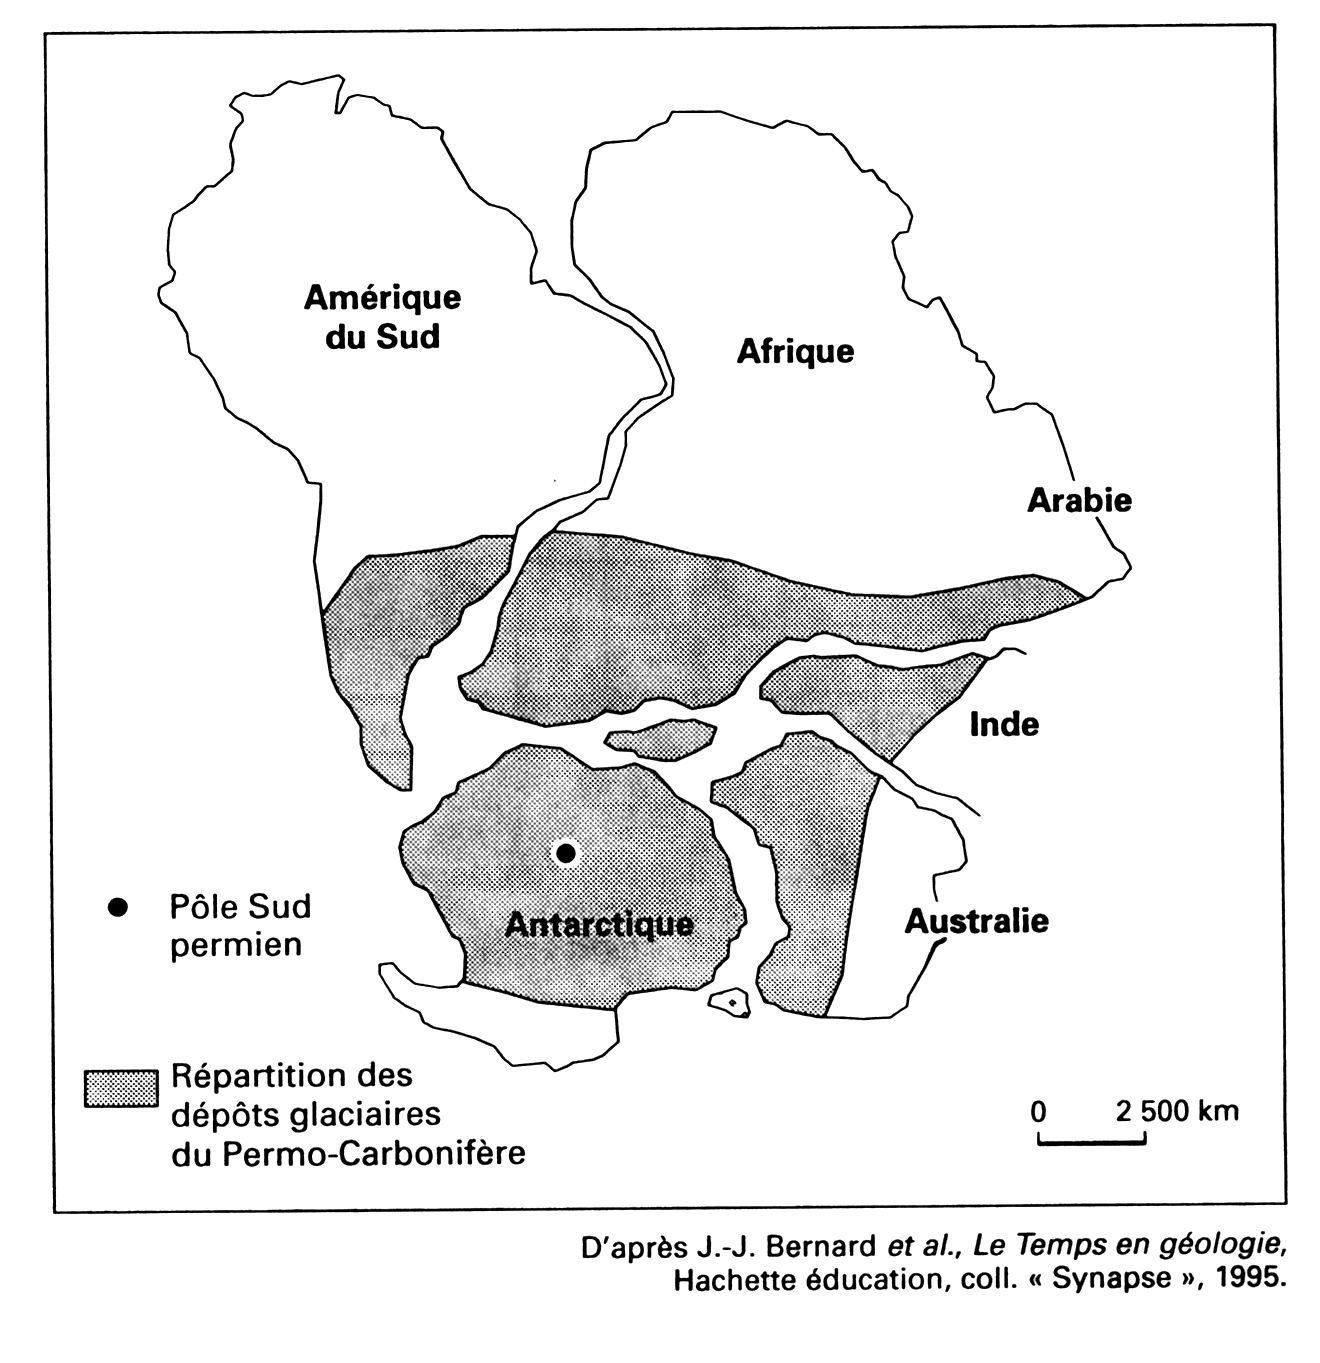 Amérique
du Sud
Afrique
Arabie
Inde
Antarctique
Australie
Pôle Sud
permien
Répartition des
dépôts glaciaires
du Permo-Carbonifère
0 2 500 km
D'après J.-J. Bernard et al., Le Temps en géologie,
Hachette éducation, coll. « Synapse », 1995.